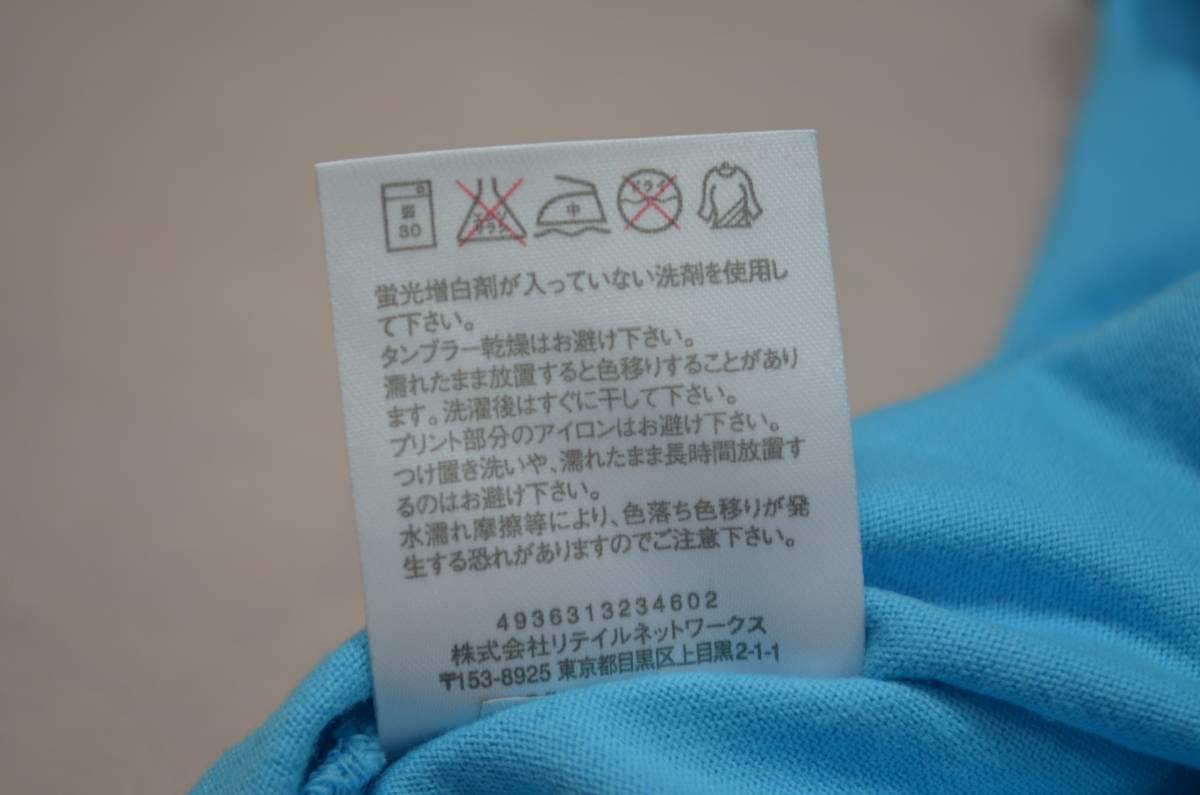 弱
30
エンソ
サラシ
中
ドライ
蛍光増白剤が入っていない洗剤を使用し
て下さい。
タンブラー乾燥はお避け下さい。
濡れたまま放置すると色移りすることがあり
ます。洗濯後はすぐに干して下さい。
プリント部分のアイロンはお避け下さい。
つけ置き洗いや、濡れたまま長時間放置す
るのはお避け下さい。
水濡れ摩擦等により、色落ち色移りが発
生する恐れがありますのでご注意下さい。
4936313234602
株式会社リテイルネットワークス
〒153-8925 東京都目黒区上目黒2-1-1